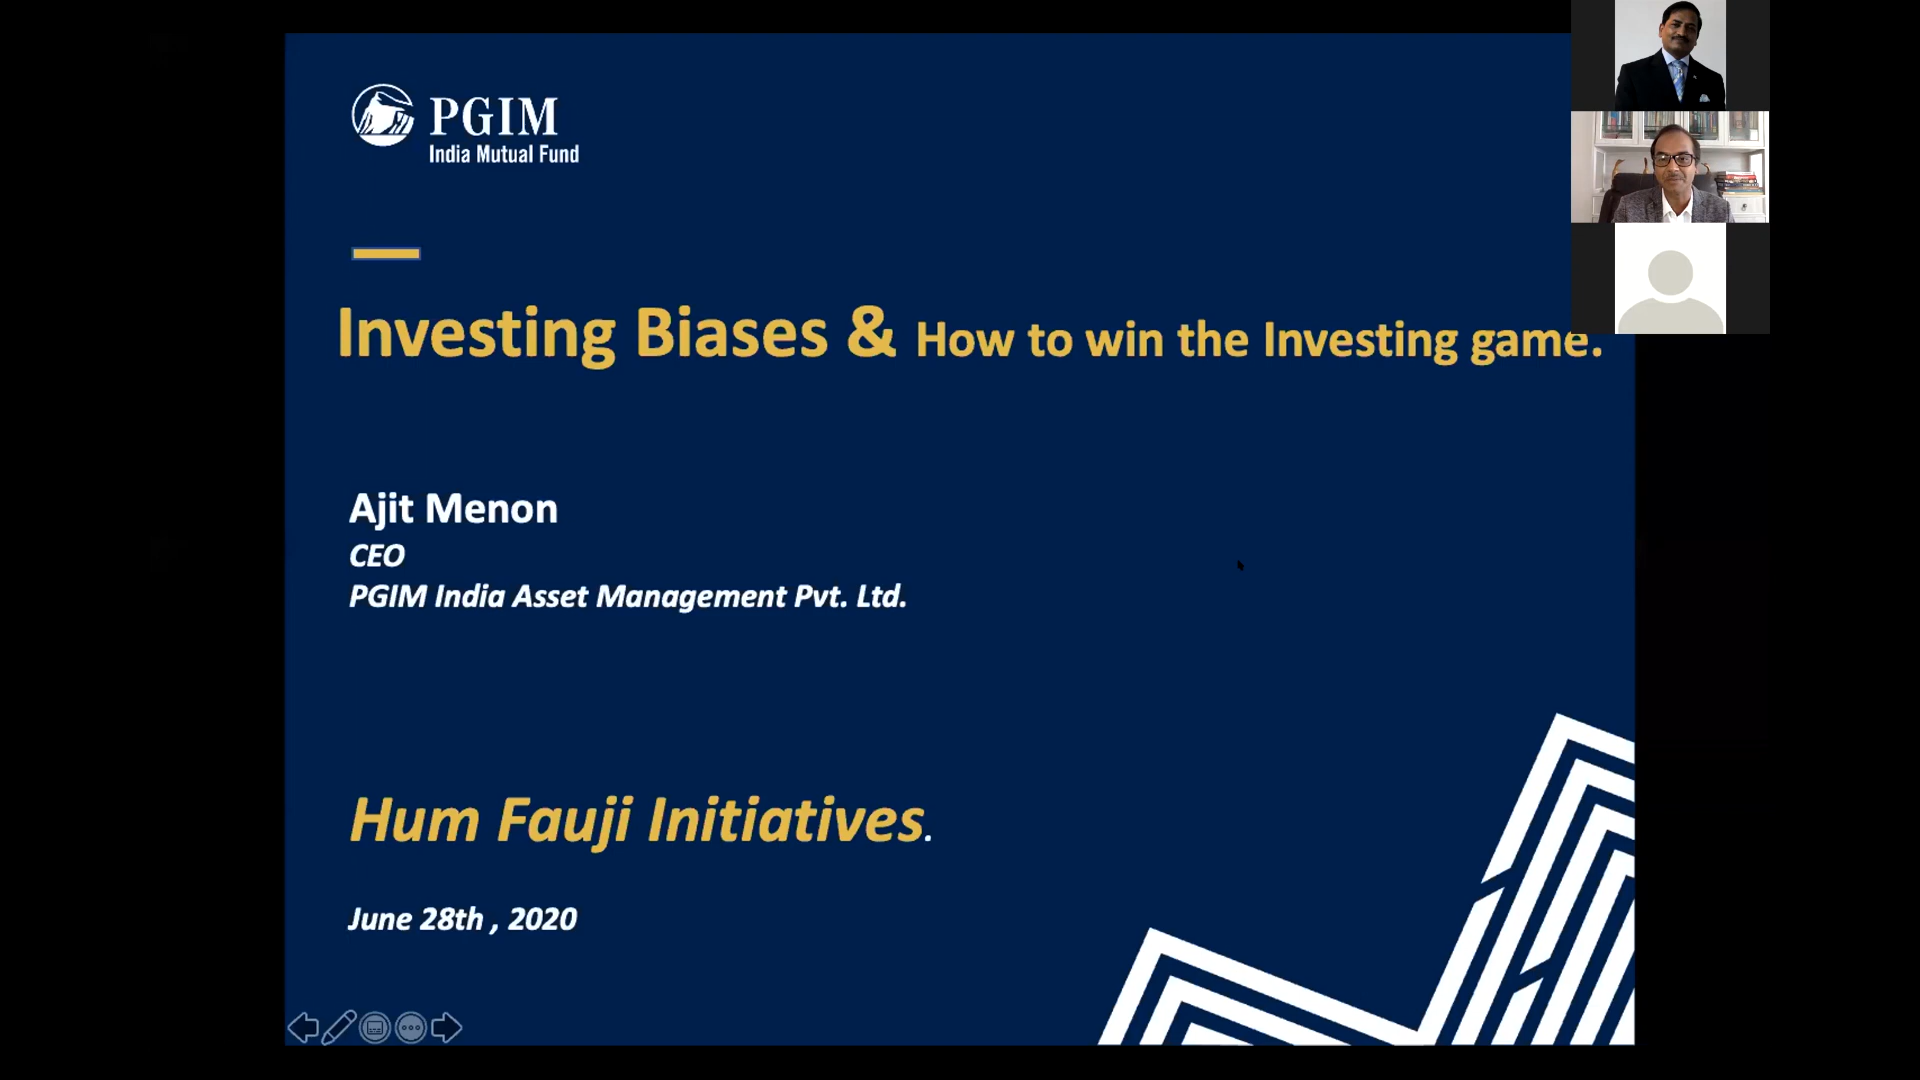 PGIM
India Mutual Fund
Investing Biases & How to win the Investing game.
Ajit Menon
CEO
PGIM India Asset Management Pvt. Ltd.
Hum Fauji Initiatives.
June 28th , 2020